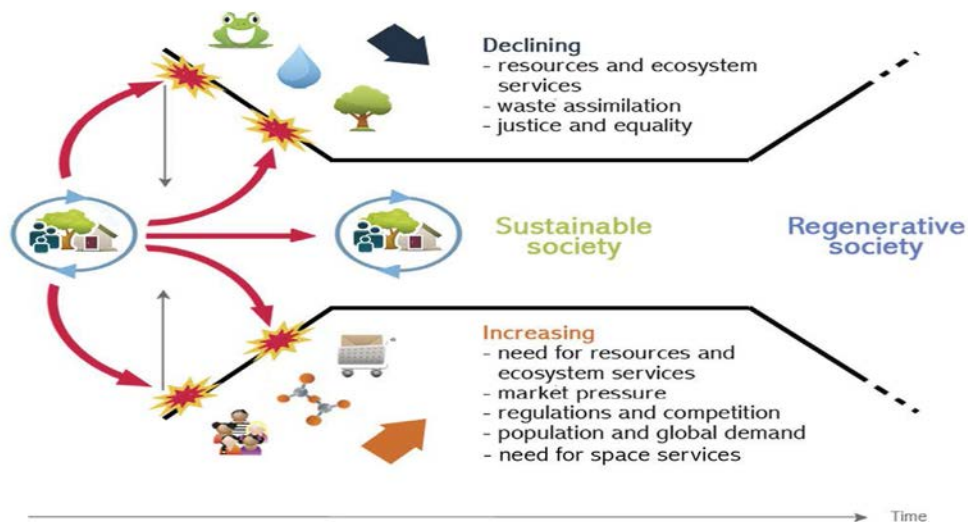 Declining
- resources and ecosystem
services
- waste assimilation
- justice and equality
Sustainable
society
Regenerative
society
Increasing
- need for resources and
ecosystem services
- market pressure
- regulations and competition
- population and global demand
- need for space services
Time